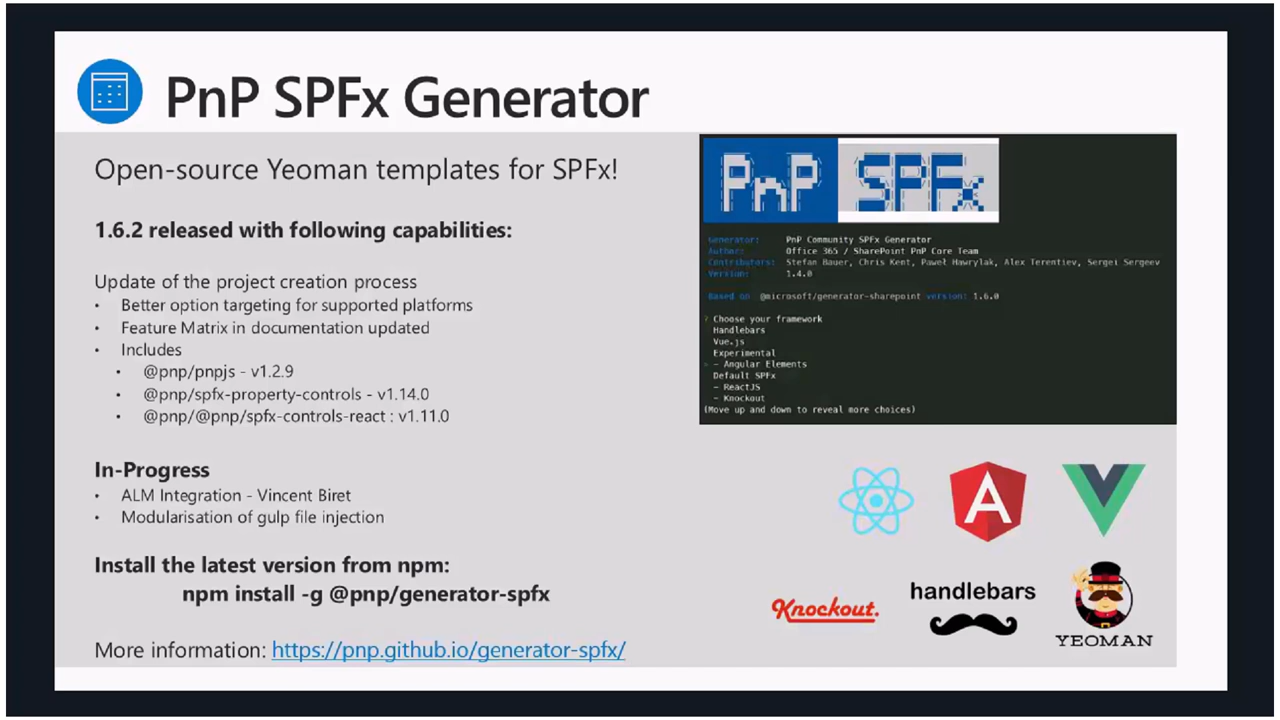 PnP SPFx Generator
Open-source Yeoman templates for SPFx!
1.6.2 released with following capabilities:
Update of the project creation process
• Better option targeting for supported platforms
• Feature Matrix in documentation updated
• Includes
• @pnp/pnpjs - v1.2.9
• @pnp/spfx-property-controls - v1.14.0
• @pnp/@pnp/spfx-controls-react : v1.11.0
In-Progress
• ALM Integration - Vincent Biret
• Modularisation of gulp file injection
Install the latest version from npm:
npm install -g @pnp/generator-spfx
More information: https://pnp.github.io/generator-spfx/
PnP SPFx
Generator: PnP Community SPFx Generator
Author: Office 365 / SharePoint PnP Core Team
Contributors: Stefan Bauer, Chris Kent, Paweł Hawrylak, Alex Terentiev, Sergei Sergeev
Version: 1.4.0
Based on @microsoft/generator-sharepoint version: 1.6.0
? Choose your framework
Handlebars
Vue.js
Experimental
> - Angular Elements
Default SPFx
- ReactJS
- Knockout
(Move up and down to reveal more choices)
A
Knockout.
handlebars
YEOMAN